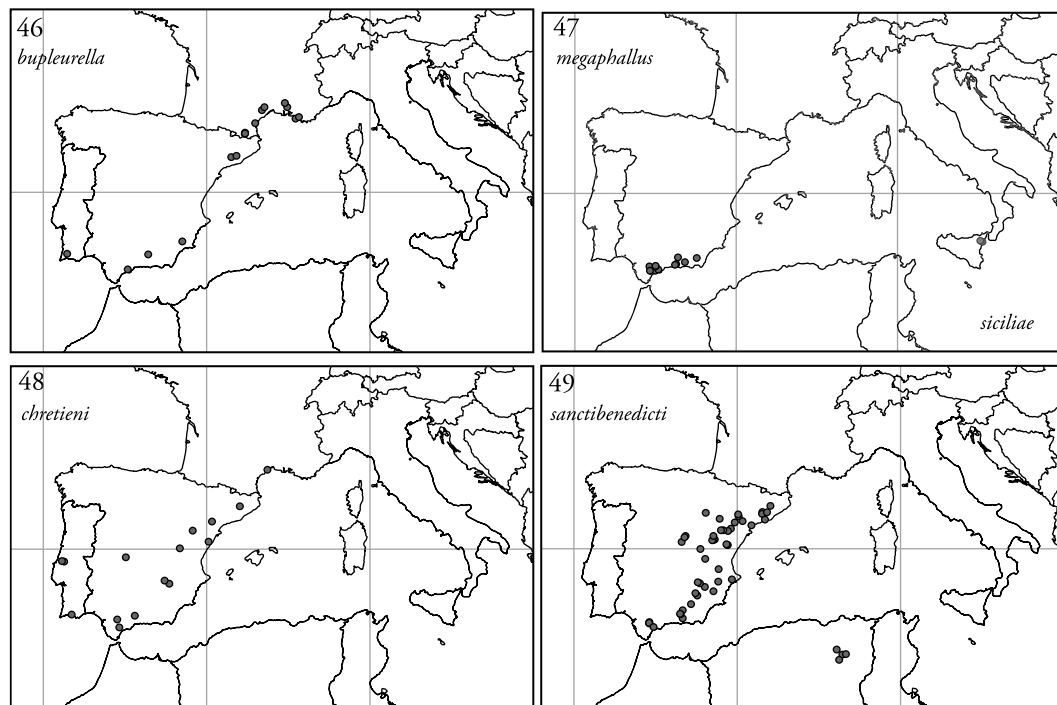 46
bupleurella
47
megaphallus
siciliae
48
chretieni
49
sanctibenedicti